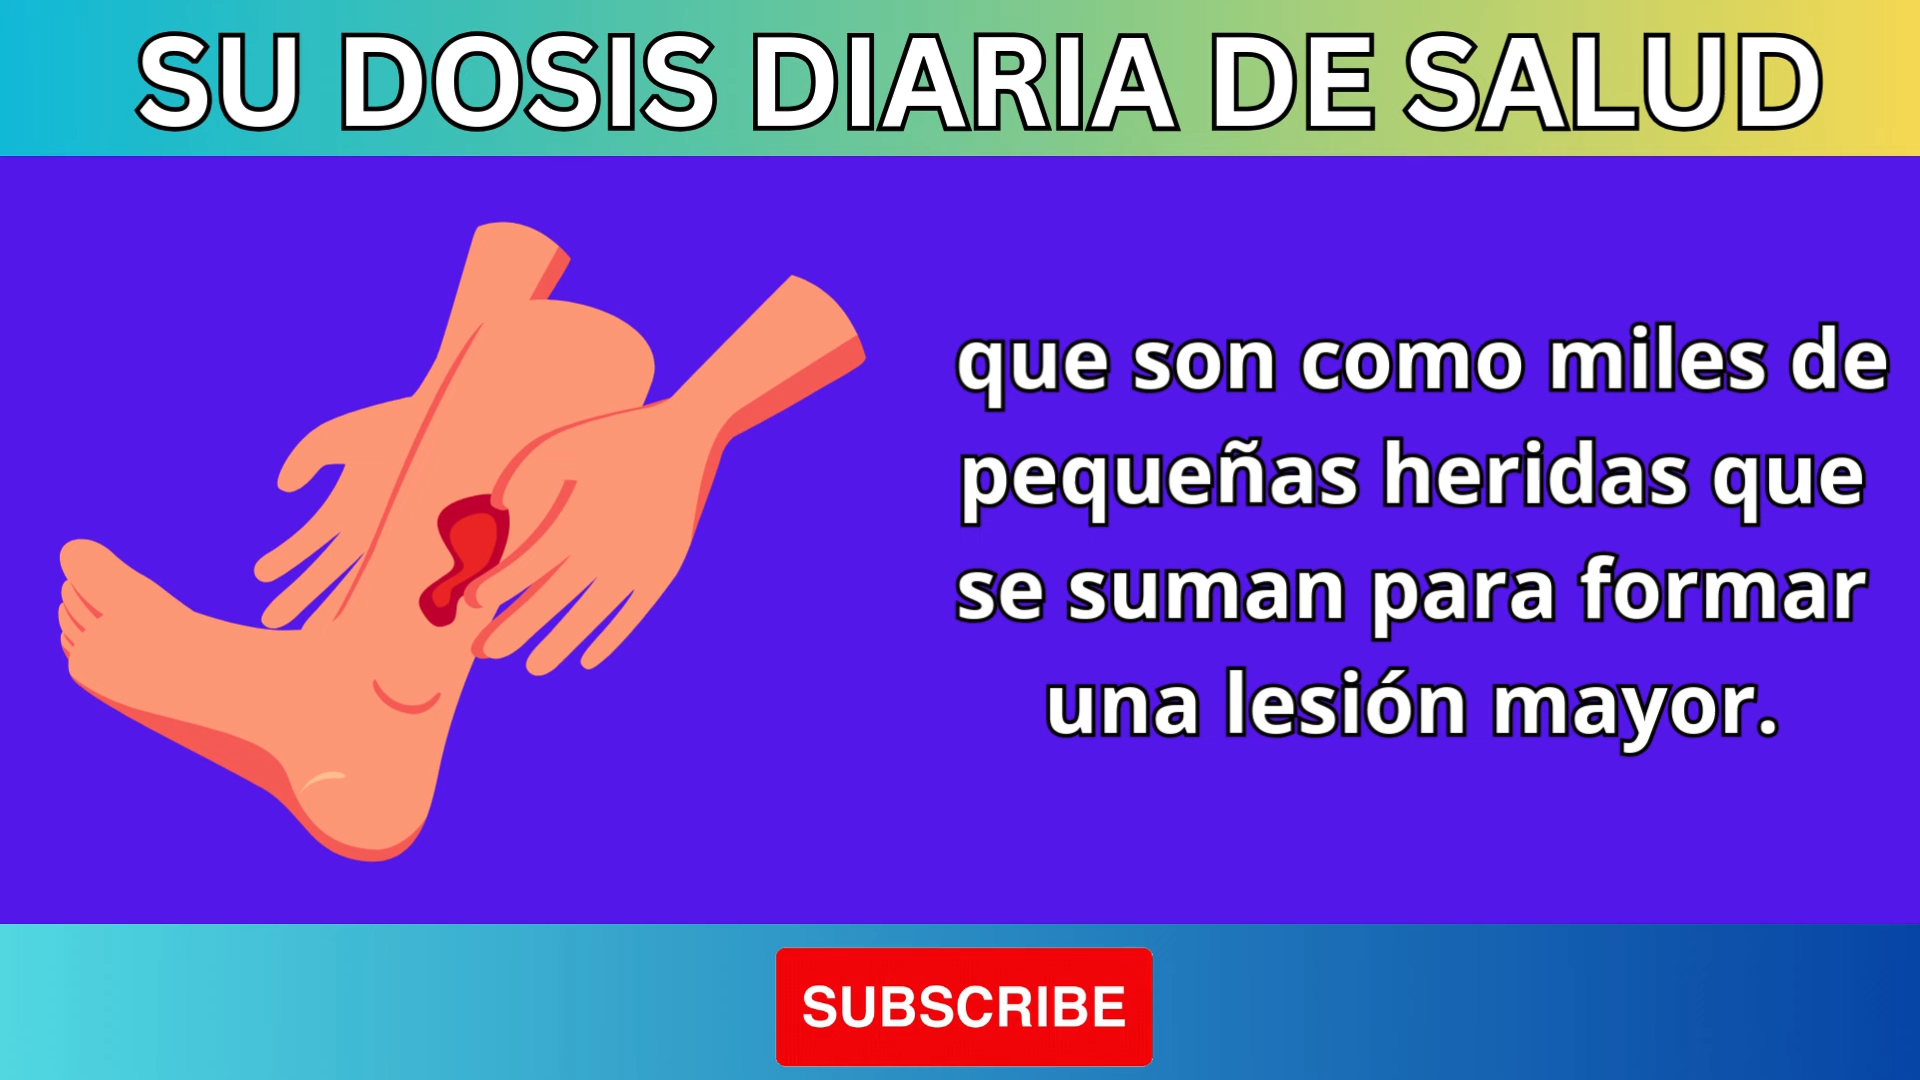 SU DOSIS DIARIA DE SALUD
que son como miles de
pequeñas heridas que
se suman para formar
una lesión mayor.
SUBSCRIBE